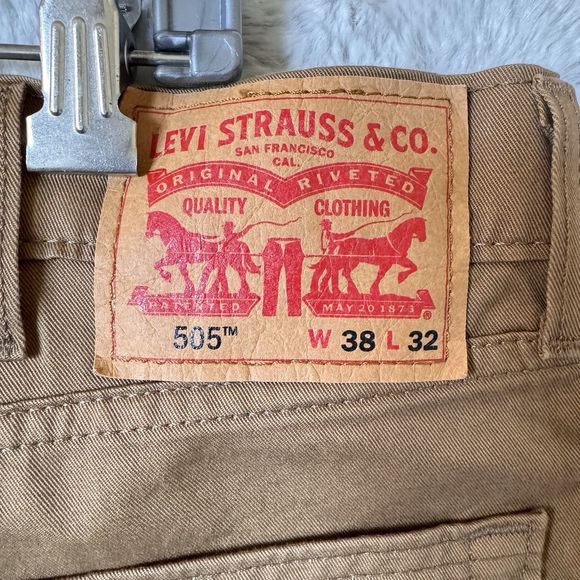 LEVI STRAUSS & CO.
SAN FRANCISCO
CAL.
ORIGINAL RIVETED
QUALITY CLOTHING
PATENTED MAY 20 1873 ®
505™ W 38 L 32